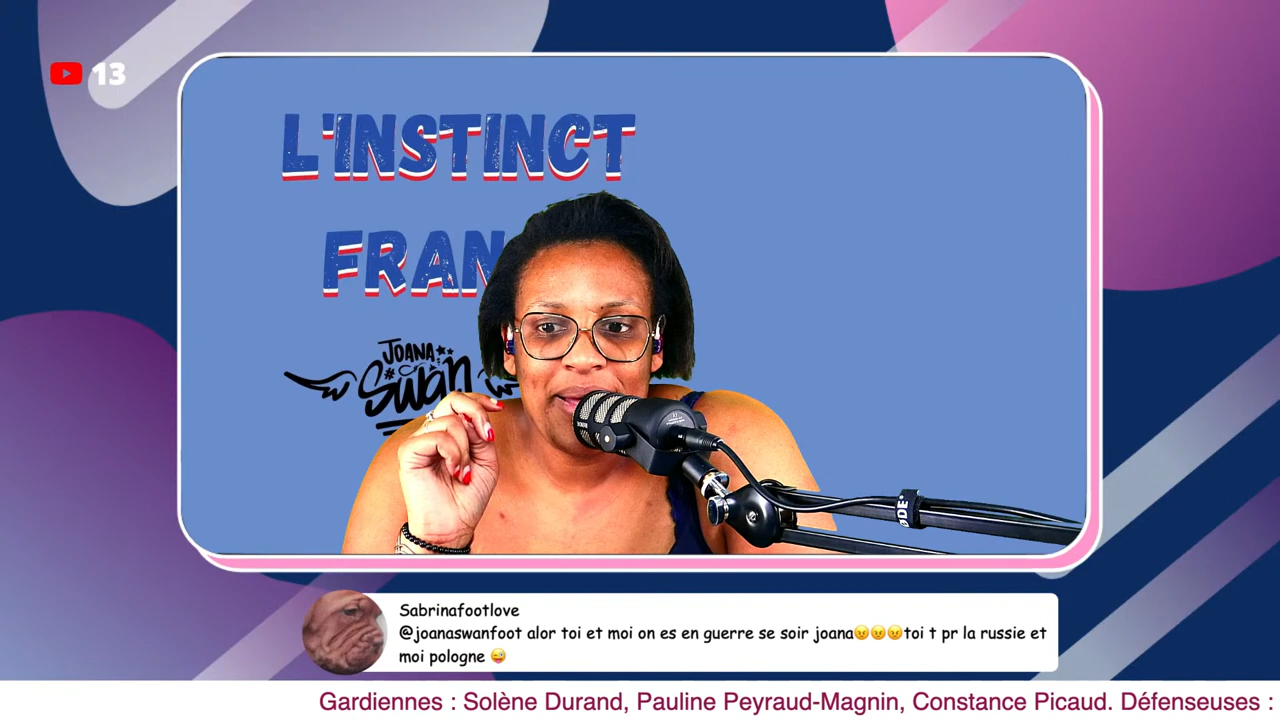 13
L'INSTINCT
FRAN
JOANA
Swan
RODE
Sabrinafootlove
@joanaswanfoot alor toi et moi on es en guerre se soir joana😡😡😡toi t pr la russie et
moi pologne 😜
Gardiennes : Solène Durand, Pauline Peyraud-Magnin, Constance Picaud. Défenseuses :